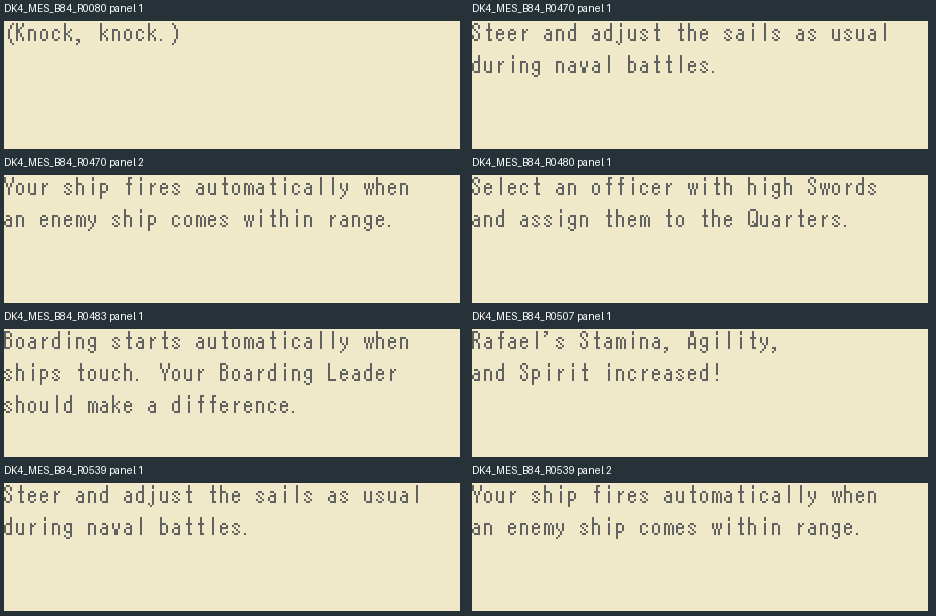 DK4_MES_B84_R0080 panel 1
(Knock, knock.)
DK4_MES_B84_R0470 panel 1
Steer and adjust the sails as usual
during naval battles.
DK4_MES_B84_R0470 panel 2
Your ship fires automatically when
an enemy ship comes within range.
DK4_MES_B84_R0480 panel 1
Select an officer with high Swords
and assign them to the Quarters.
DK4_MES_B84_R0483 panel 1
Boarding starts automatically when
ships touch. Your Boarding Leader
should make a difference.
DK4_MES_B84_R0507 panel 1
Rafael's Stamina, Agility,
and Spirit increased!
DK4_MES_B84_R0539 panel 1
Steer and adjust the sails as usual
during naval battles.
DK4_MES_B84_R0539 panel 2
Your ship fires automatically when
an enemy ship comes within range.